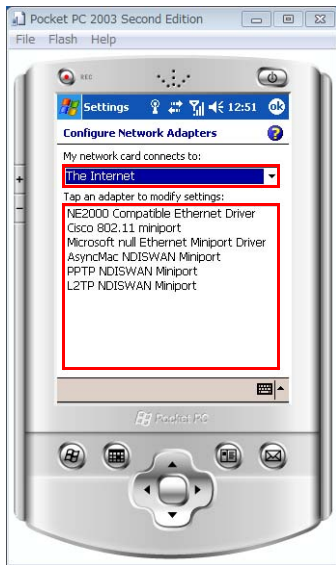 Pocket PC 2003 Second Edition
File Flash Help
REC
Settings 12:51 ok
Configure Network Adapters ?
My network card connects to:
The Internet
Tap an adapter to modify settings:
NE2000 Compatible Ethernet Driver
Cisco 802.11 miniport
Microsoft null Ethernet Miniport Driver
AsyncMac NDISWAN Miniport
PPTP NDISWAN Miniport
L2TP NDISWAN Miniport
Pocket PC